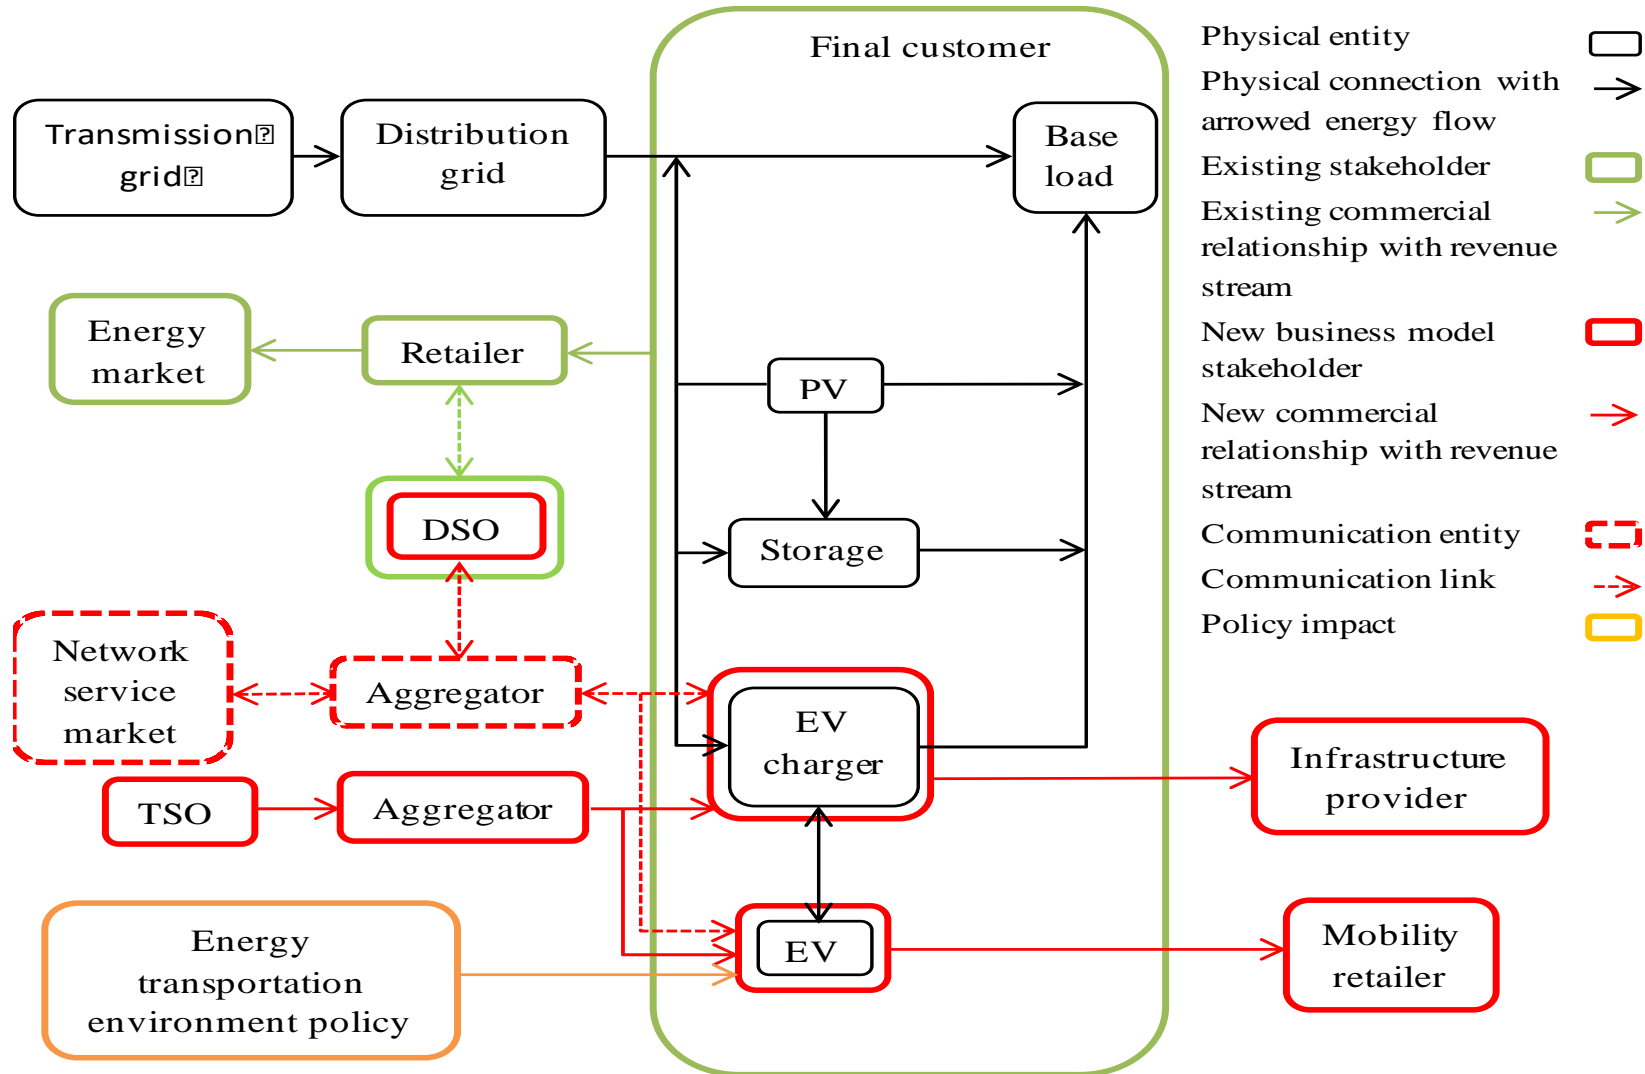 Final customer
Transmission
grid
Distribution
grid
Base
load
Energy
market
Retailer
PV
DSO
Storage
Network
service
market
Aggregator
EV
charger
TSO
Aggregator
Infrastructure
provider
Energy
transportation
environment policy
EV
Mobility
retailer
Physical entity
Physical connection with
arrowed energy flow
Existing stakeholder
Existing commercial
relationship with revenue
stream
New business model
stakeholder
New commercial
relationship with revenue
stream
Communication entity
Communication link
Policy impact